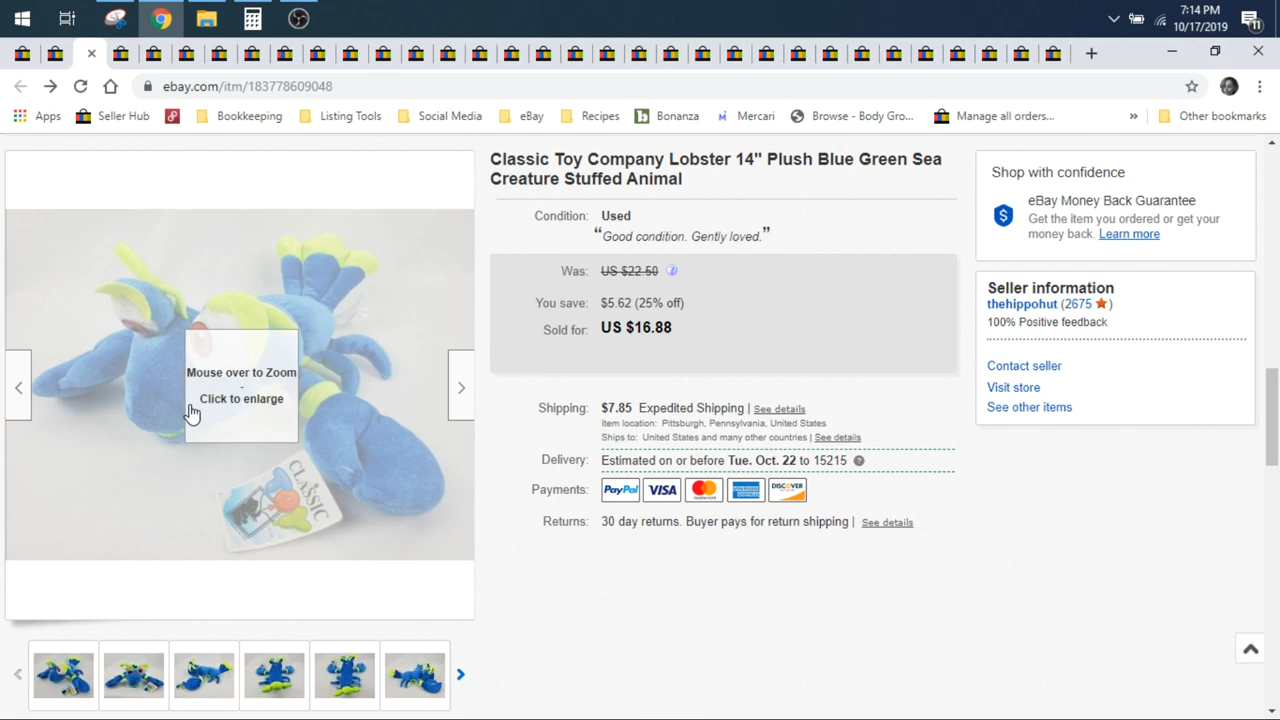 7:14 PM
10/17/2019
11
ebay.com/itm/183778609048
Apps
Seller Hub
Bookkeeping
Listing Tools
Social Media
eBay
Recipes
Bonanza
Mercari
Browse - Body Gro...
Manage all orders...
»
Other bookmarks
Classic Toy Company Lobster 14" Plush Blue Green Sea
Creature Stuffed Animal
Condition: Used
“Good condition. Gently loved.”
Was: US $22.50
You save: $5.62 (25% off)
Sold for: US $16.88
Mouse over to Zoom
-
Click to enlarge
CLASSIC
Shipping: $7.85 Expedited Shipping | See details
Item location: Pittsburgh, Pennsylvania, United States
Ships to: United States and many other countries | See details
Delivery: Estimated on or before Tue. Oct. 22 to 15215
Payments: PayPal VISA MasterCard AMERICAN EXPRESS DISCOVER
Returns: 30 day returns. Buyer pays for return shipping | See details
Shop with confidence
eBay Money Back Guarantee
Get the item you ordered or get your
money back. Learn more
Seller information
thehippohut (2675 ★ )
100% Positive feedback
Contact seller
Visit store
See other items